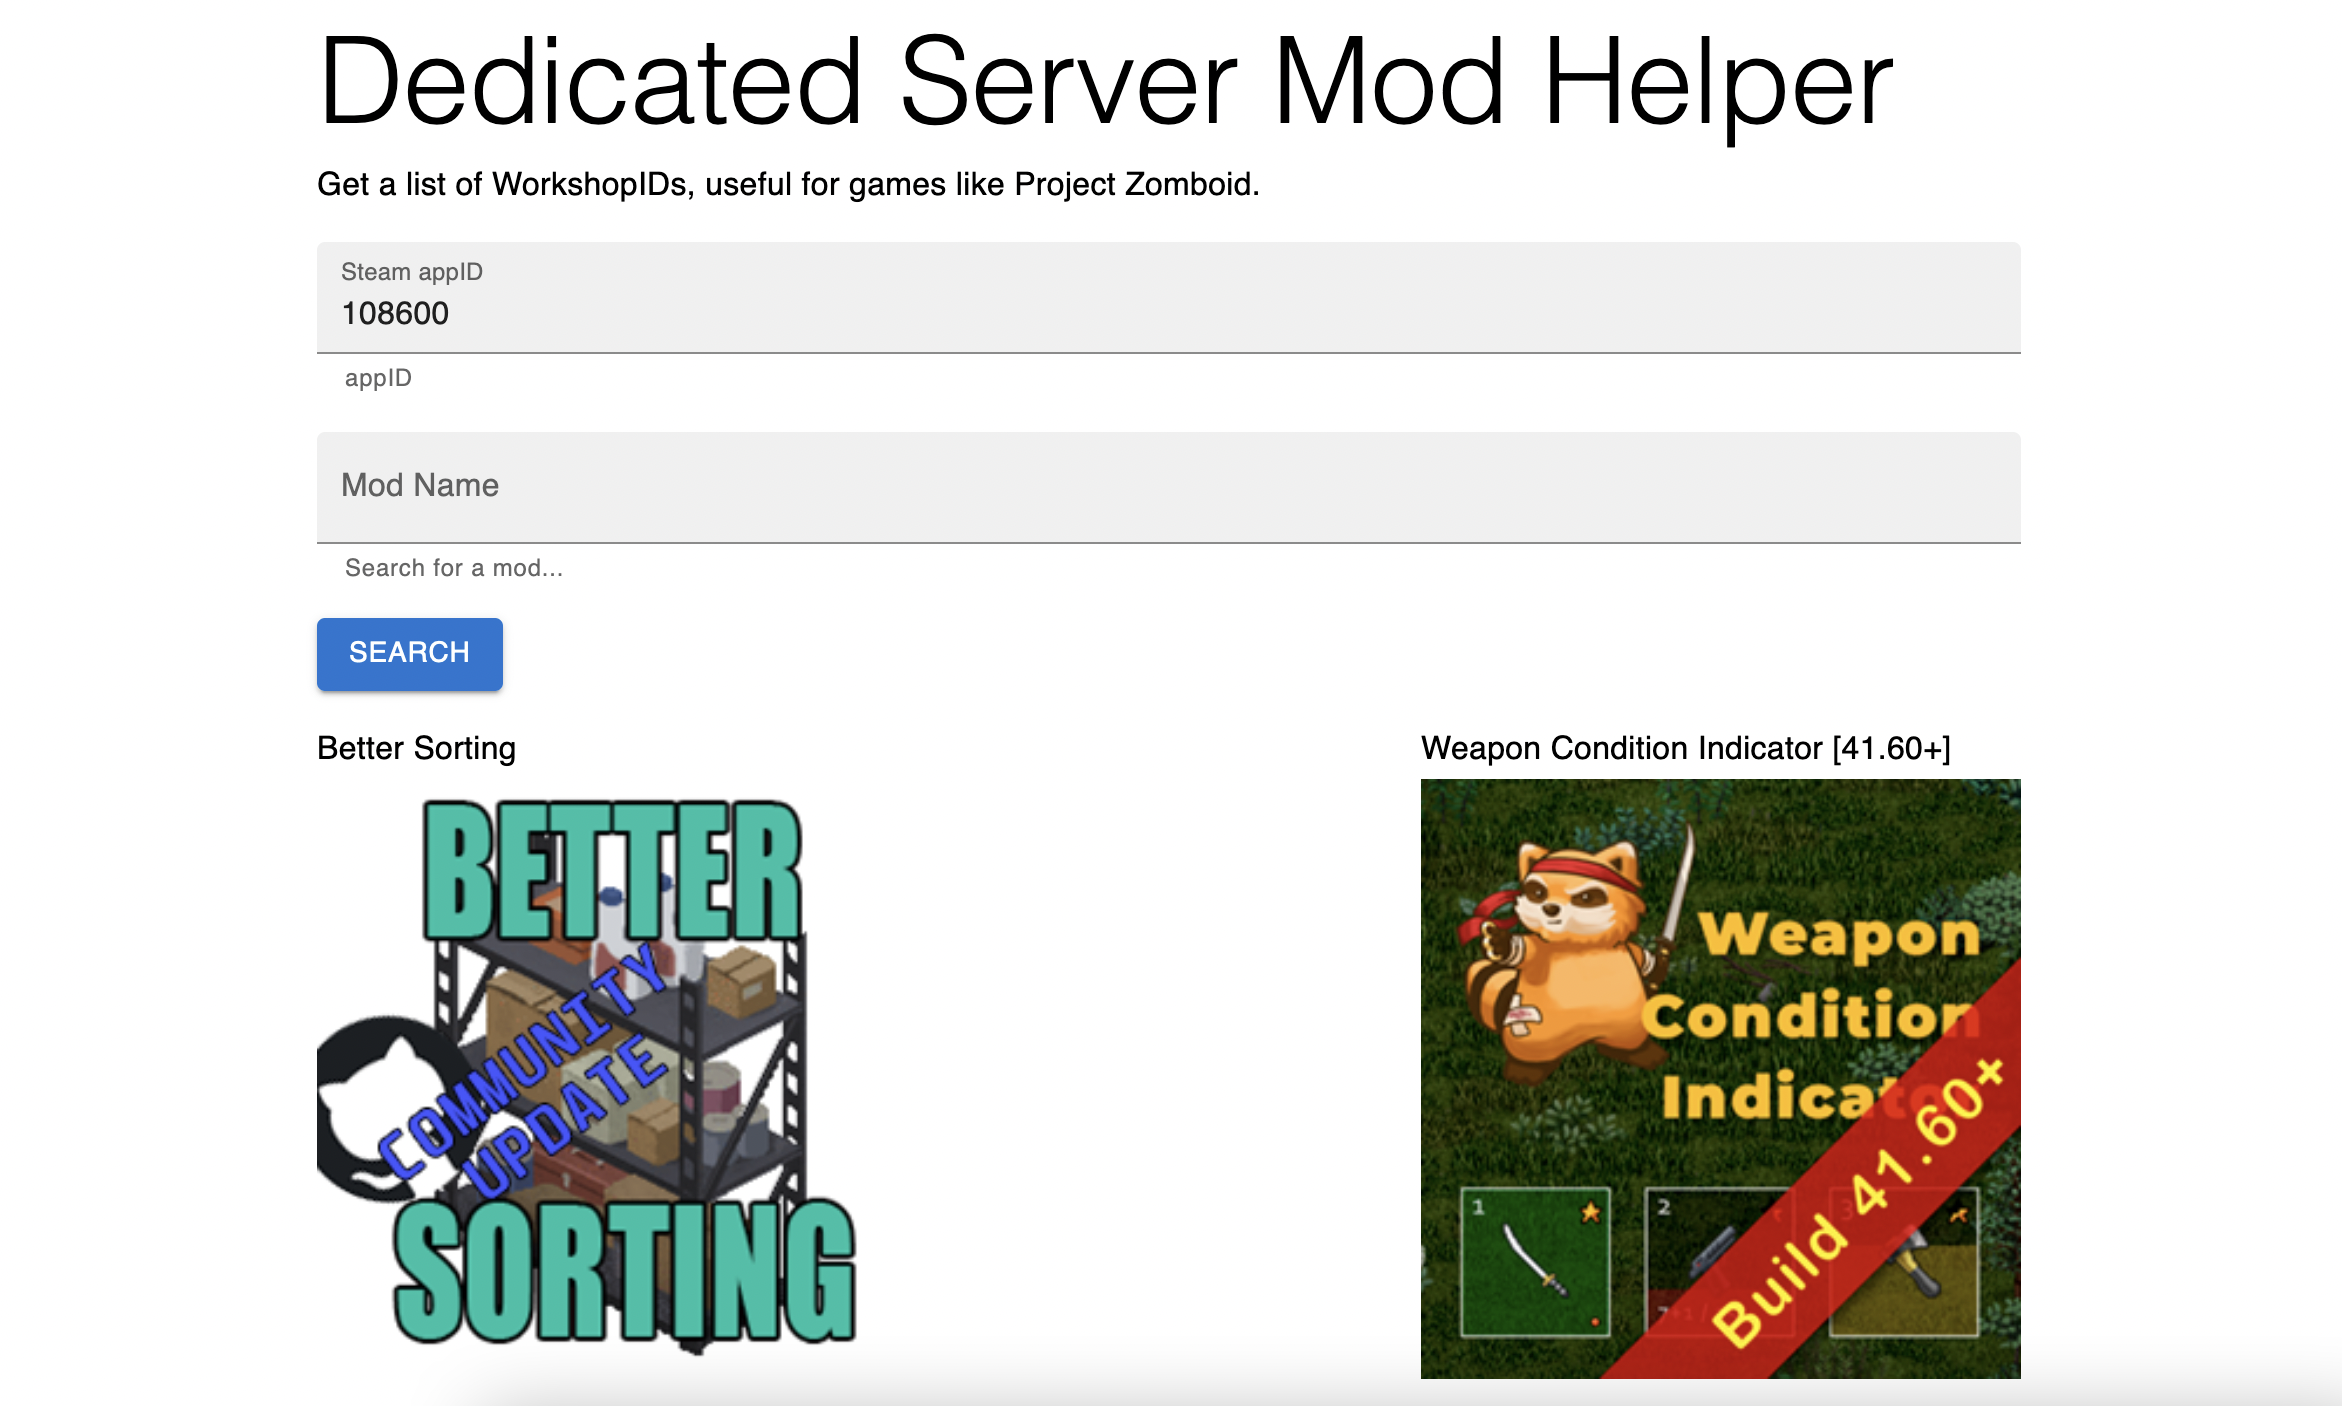 Dedicated Server Mod Helper
Get a list of WorkshopIDs, useful for games like Project Zomboid.
Steam appID
108600
appID
Mod Name
Search for a mod...
SEARCH
Better Sorting
BETTER
COMMUNITY
UPDATE
SORTING
Weapon Condition Indicator [41.60+]
Weapon
Condition
Indicator
Build 41.60+
1
2
3